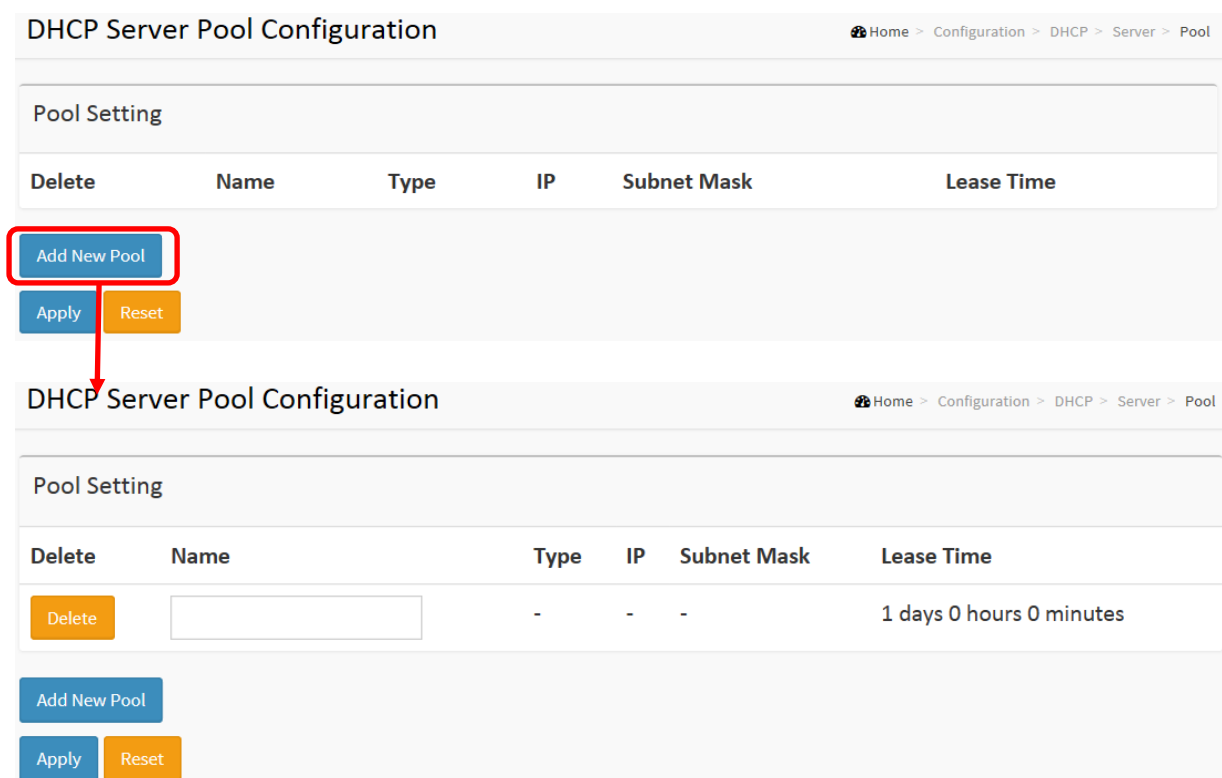 DHCP Server Pool Configuration
Home > Configuration > DHCP > Server > Pool
Pool Setting
Delete Name Type IP Subnet Mask Lease Time
Add New Pool
Apply Reset
DHCP Server Pool Configuration
Home > Configuration > DHCP > Server > Pool
Pool Setting
Delete Name Type IP Subnet Mask Lease Time
Delete - - - 1 days 0 hours 0 minutes
Add New Pool
Apply Reset